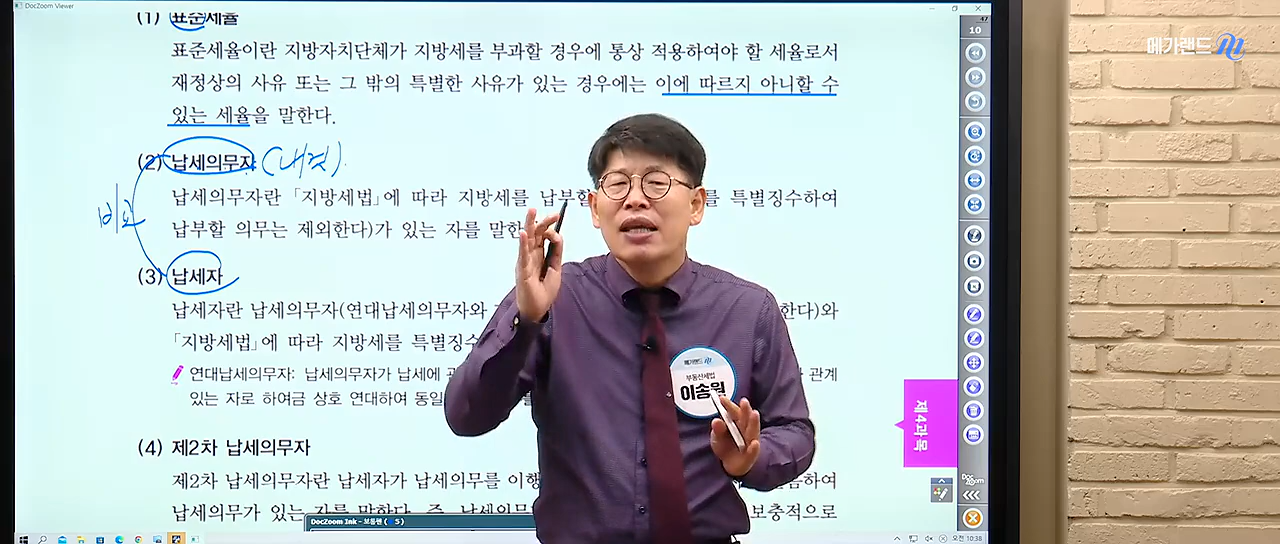 DocZoom Viewer
메가랜드
(1) 표준세율
47
10
표준세율이란 지방자치단체가 지방세를 부과할 경우에 통상 적용하여야 할 세율로서
재정상의 사유 또는 그 밖의 특별한 사유가 있는 경우에는 이에 따르지 아니할 수
있는 세율을 말한다.
(2) 납세의무자
납세의무자란 「지방세법」에 따라 지방세를 납부할 를 특별징수하여
비교
납부할 의무는 제외한다)가 있는 자를 말한
(3) 납세자
납세자란 납세의무자(연대납세의무자와 한다)와
「지방세법」에 따라 지방세를 특별징수
연대납세의무자: 납세의무자가 납세에 관계
있는 자로 하여금 상호 연대하여 동일
메가랜드
부동산세법
이송원
제4과목
(4) 제2차 납세의무자
제2차 납세의무자란 납세자가 납세의무를 이행 하여
납세의무가 있는 자를 말한다. 즉, 납세의무 보충적으로
DocZoom
DocZoom Ink - 보통펜 ( 5)
오전 10:38